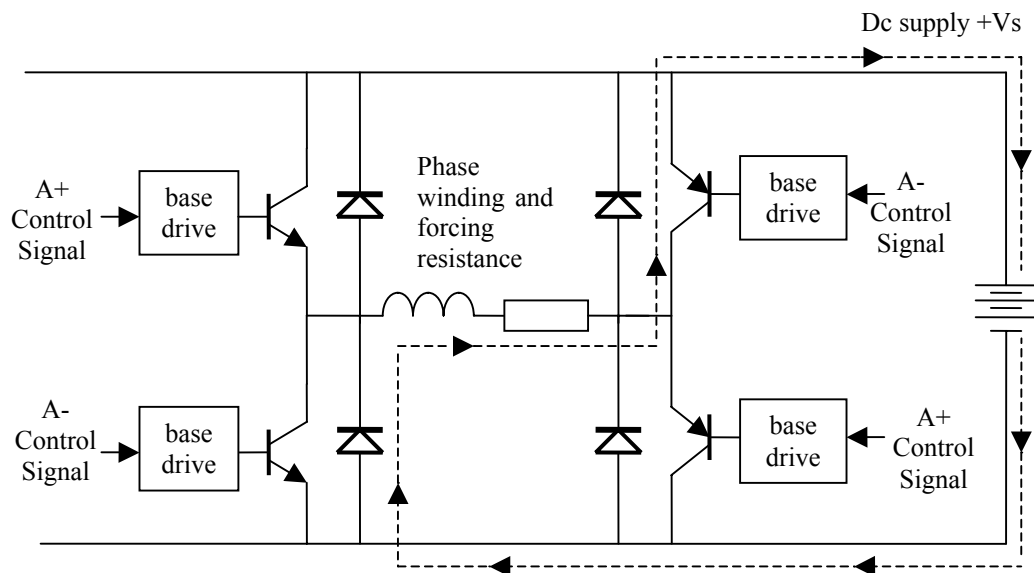 Dc supply +Vs
A+
Control
Signal
base
drive
Phase
winding and
forcing
resistance
base
drive
A-
Control
Signal
A-
Control
Signal
base
drive
base
drive
A+
Control
Signal